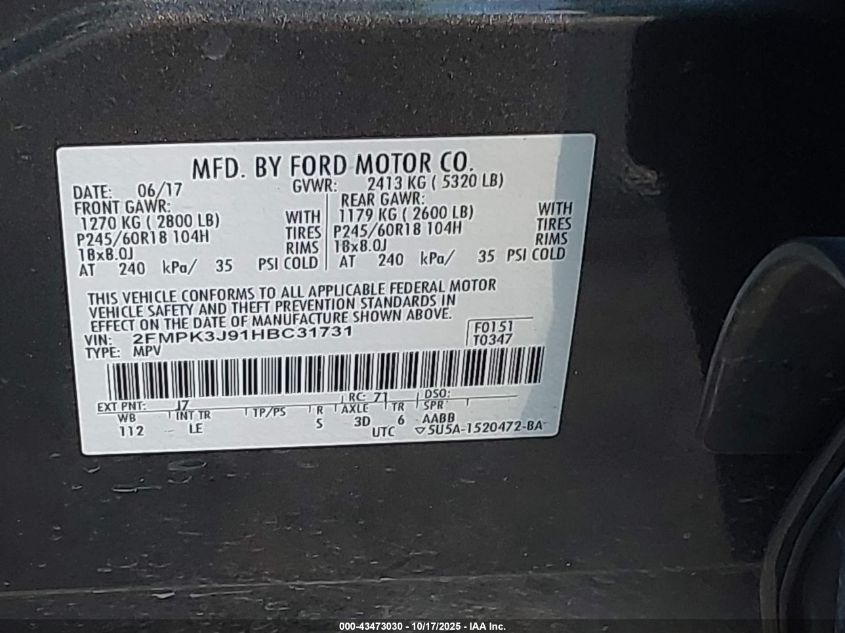 MFD. BY FORD MOTOR CO.
DATE: 06/17 GVWR: 2413 KG ( 5320 LB)
FRONT GAWR: REAR GAWR:
1270 KG ( 2800 LB) WITH 1179 KG ( 2600 LB) WITH
P245/60R18 104H TIRES P245/60R18 104H TIRES
18x8.0J RIMS 18x8.0J RIMS
AT 240 kPa/ 35 PSI COLD AT 240 kPa/ 35 PSI COLD
THIS VEHICLE CONFORMS TO ALL APPLICABLE FEDERAL MOTOR
VEHICLE SAFETY AND THEFT PREVENTION STANDARDS IN
EFFECT ON THE DATE OF MANUFACTURE SHOWN ABOVE.
VIN: 2FMPK3J91HBC31731 F0151
TYPE: MPV T0347
EXT PNT: J7 RC: 71 DSO:
WB INT TR TP/PS R AXLE TR SPR
112 LE S 3D 6 AABB
UTC ▽5U5A-1520472-BA
000-43473030 - 10/17/2025 - IAA Inc.